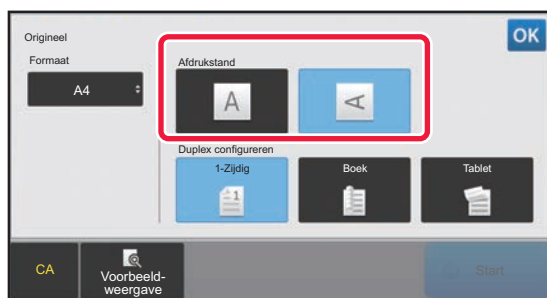 Origineel
OK
Formaat
Afdrukstand
A4
A
A
Duplex configureren
1-Zijdig
Boek
Tablet
1
CA
Voorbeeld-
weergave
Start